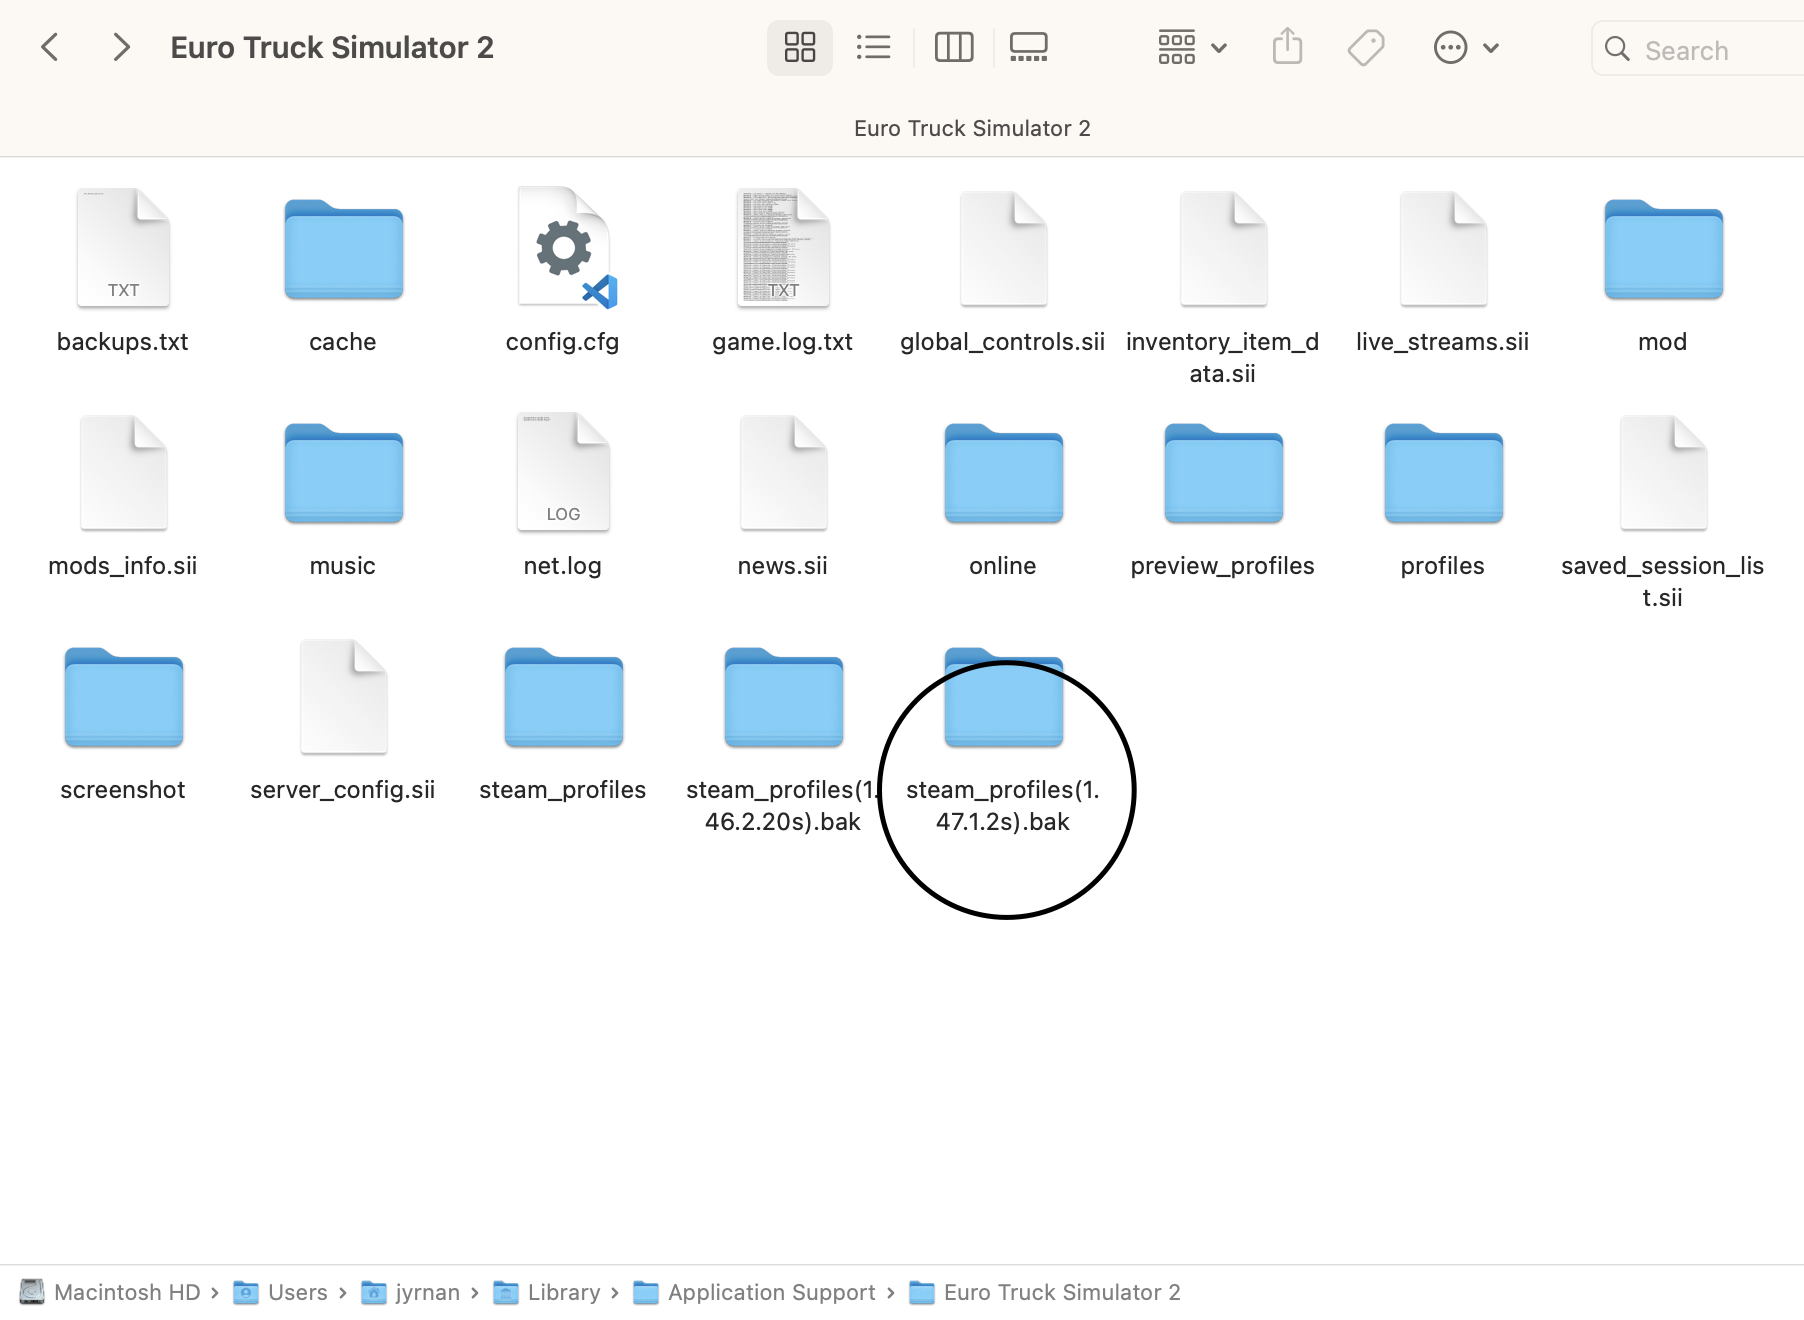 Euro Truck Simulator 2
Search
Euro Truck Simulator 2
TXT
TXT
backups.txt
cache
config.cfg
game.log.txt
global_controls.sii
inventory_item_d
ata.sii
live_streams.sii
mod
LOG
mods_info.sii
music
net.log
news.sii
online
preview_profiles
profiles
saved_session_lis
t.sii
screenshot
server_config.sii
steam_profiles
steam_profiles(1.
46.2.20s).bak
steam_profiles(1.
47.1.2s).bak
Macintosh HD › Users › jyrnan › Library › Application Support › Euro Truck Simulator 2